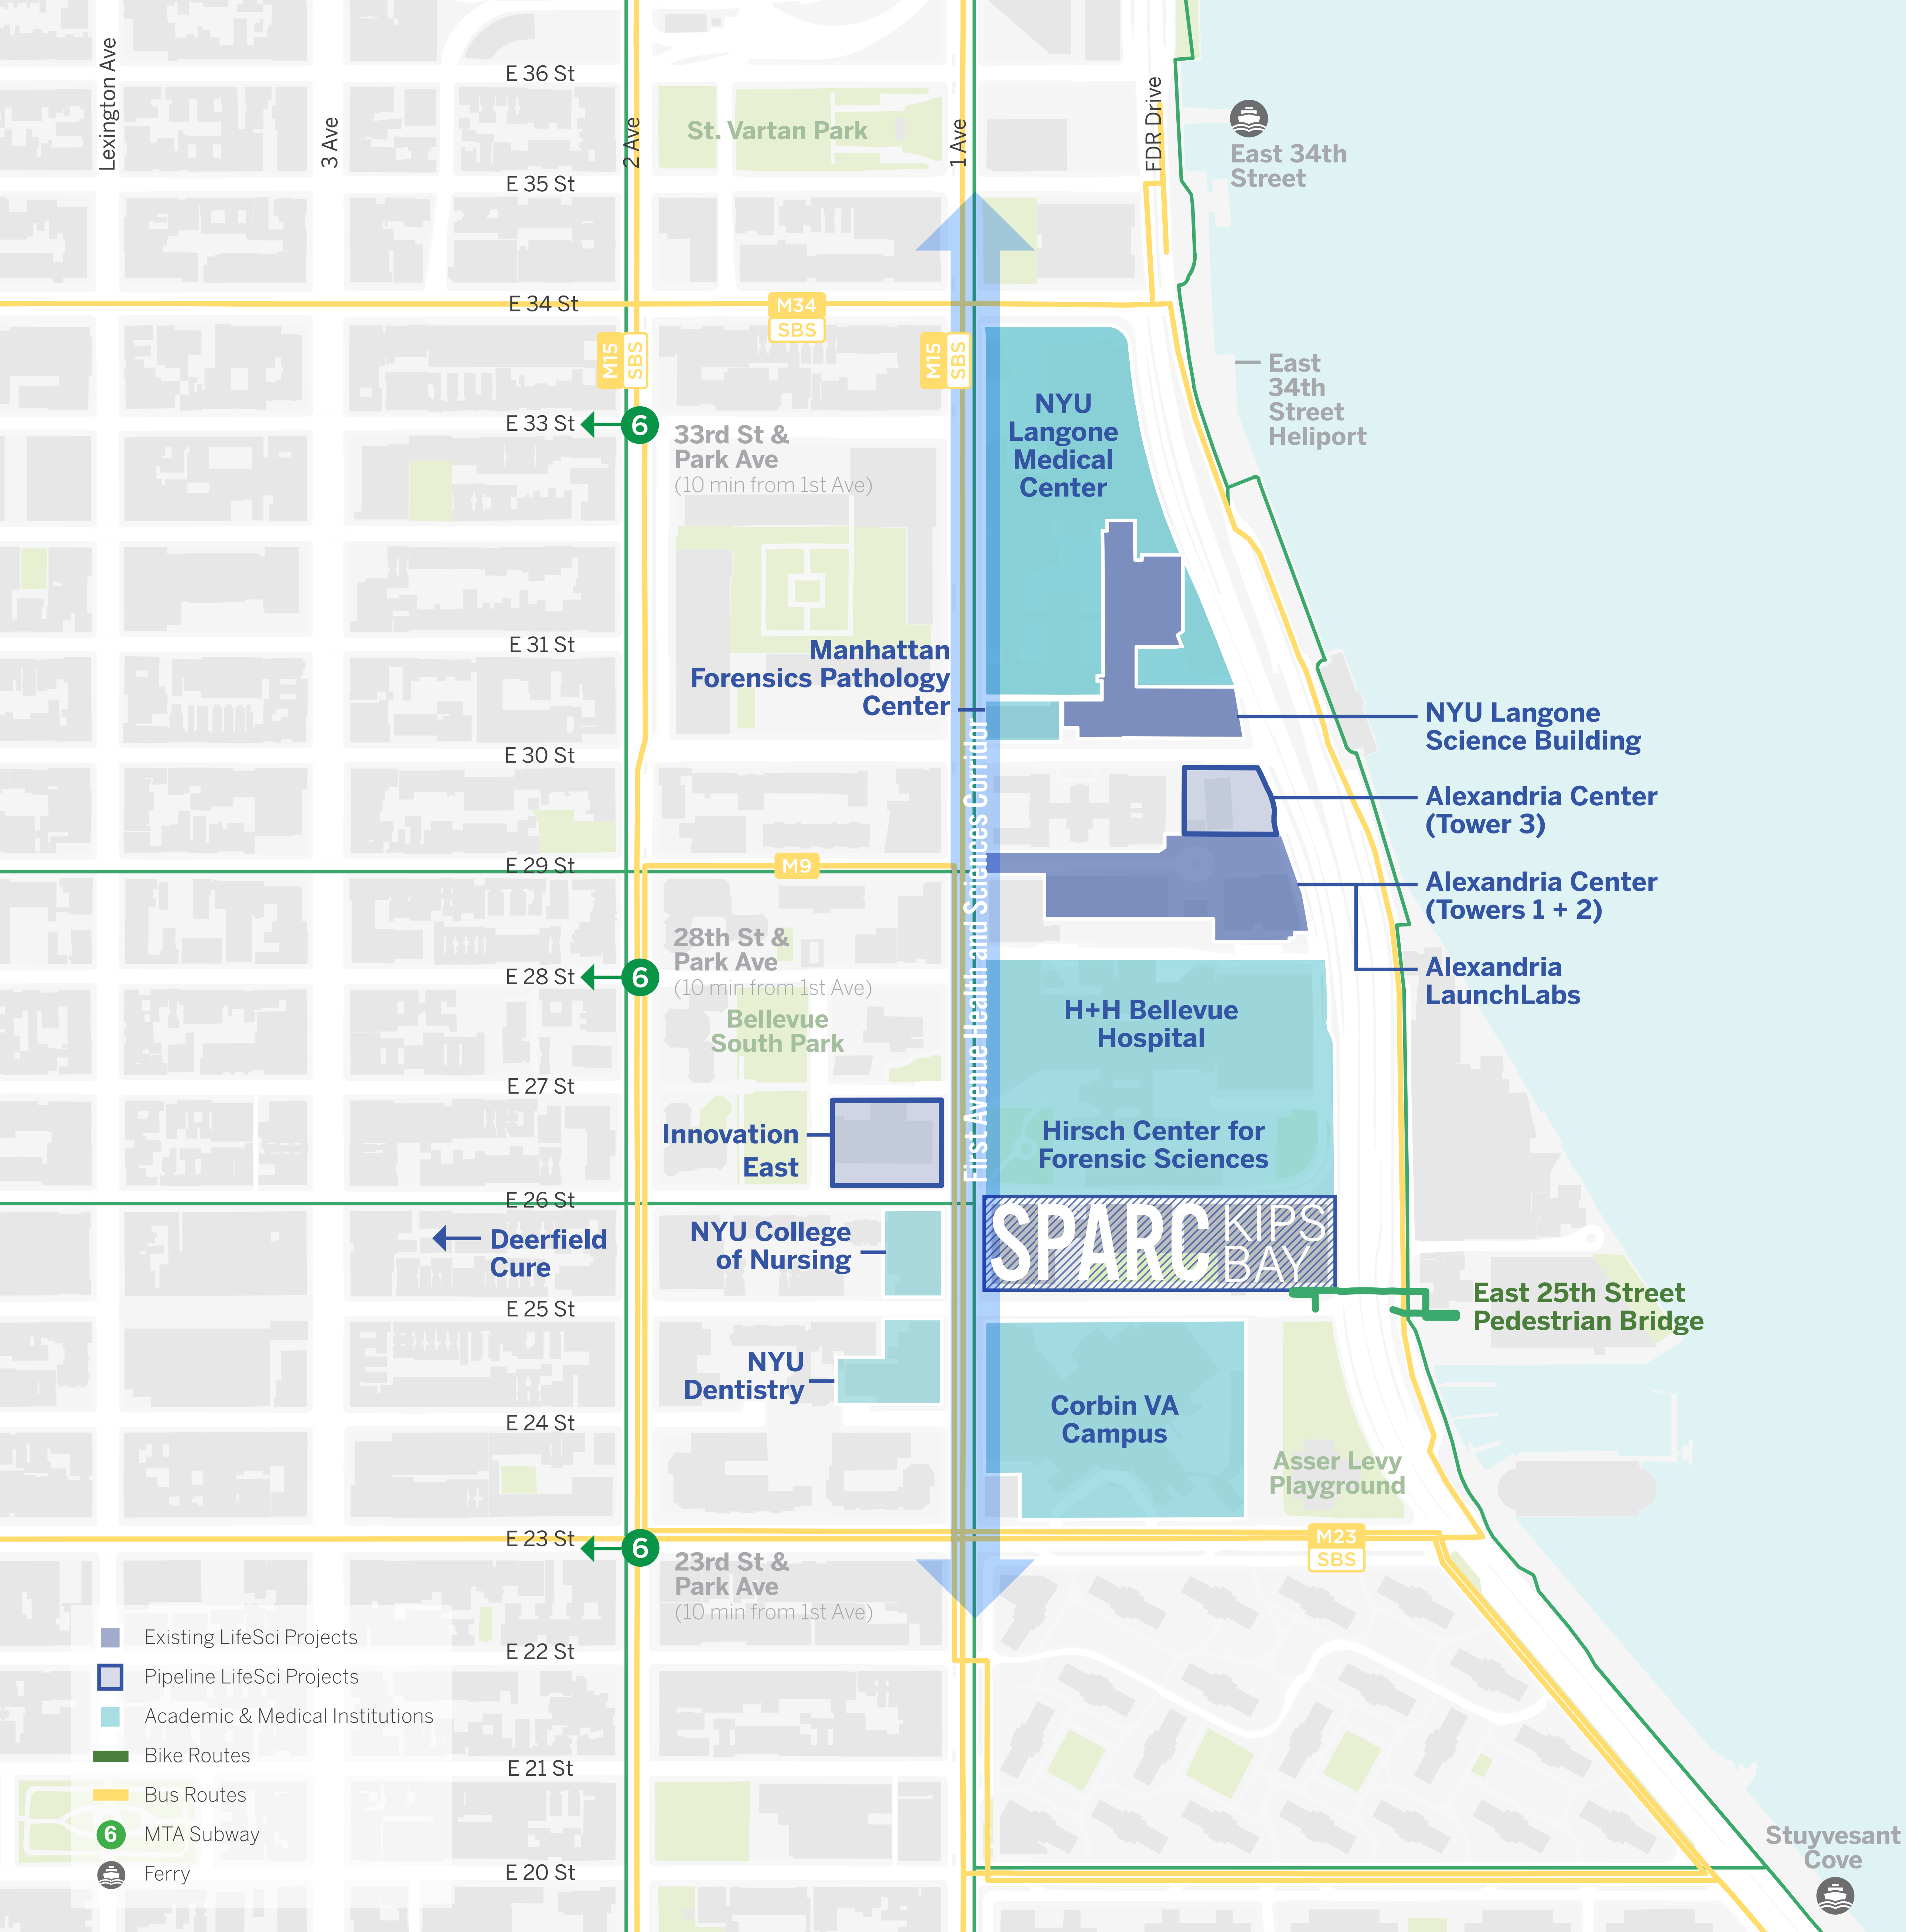 Lexington Ave
3 Ave
2 Ave
1 Ave
FDR Drive
E 36 St
St. Vartan Park
East 34th
Street
E 35 St
E 34 St
M34
SBS
M15
SBS
M15
SBS
East
34th
Street
Heliport
NYU
Langone
Medical
Center
E 33 St
6
33rd St &
Park Ave
(10 min from 1st Ave)
E 31 St
Manhattan
Forensics Pathology
Center
NYU Langone
Science Building
E 30 St
Alexandria Center
(Tower 3)
First Avenue Health and Sciences Corridor
E 29 St
M9
Alexandria Center
(Towers 1 + 2)
28th St &
Park Ave
(10 min from 1st Ave)
E 28 St
6
Alexandria
LaunchLabs
Bellevue
South Park
H+H Bellevue
Hospital
E 27 St
Innovation
East
Hirsch Center for
Forensic Sciences
E 26 St
Deerfield
Cure
NYU College
of Nursing
SPARC
KIPS
BAY
E 25 St
East 25th Street
Pedestrian Bridge
NYU
Dentistry
Corbin VA
Campus
E 24 St
Asser Levy
Playground
E 23 St
6
M23
SBS
23rd St &
Park Ave
(10 min from 1st Ave)
E 22 St
E 21 St
E 20 St
Existing LifeSci Projects
Pipeline LifeSci Projects
Academic & Medical Institutions
Bike Routes
Bus Routes
6
MTA Subway
Ferry
Stuyvesant
Cove